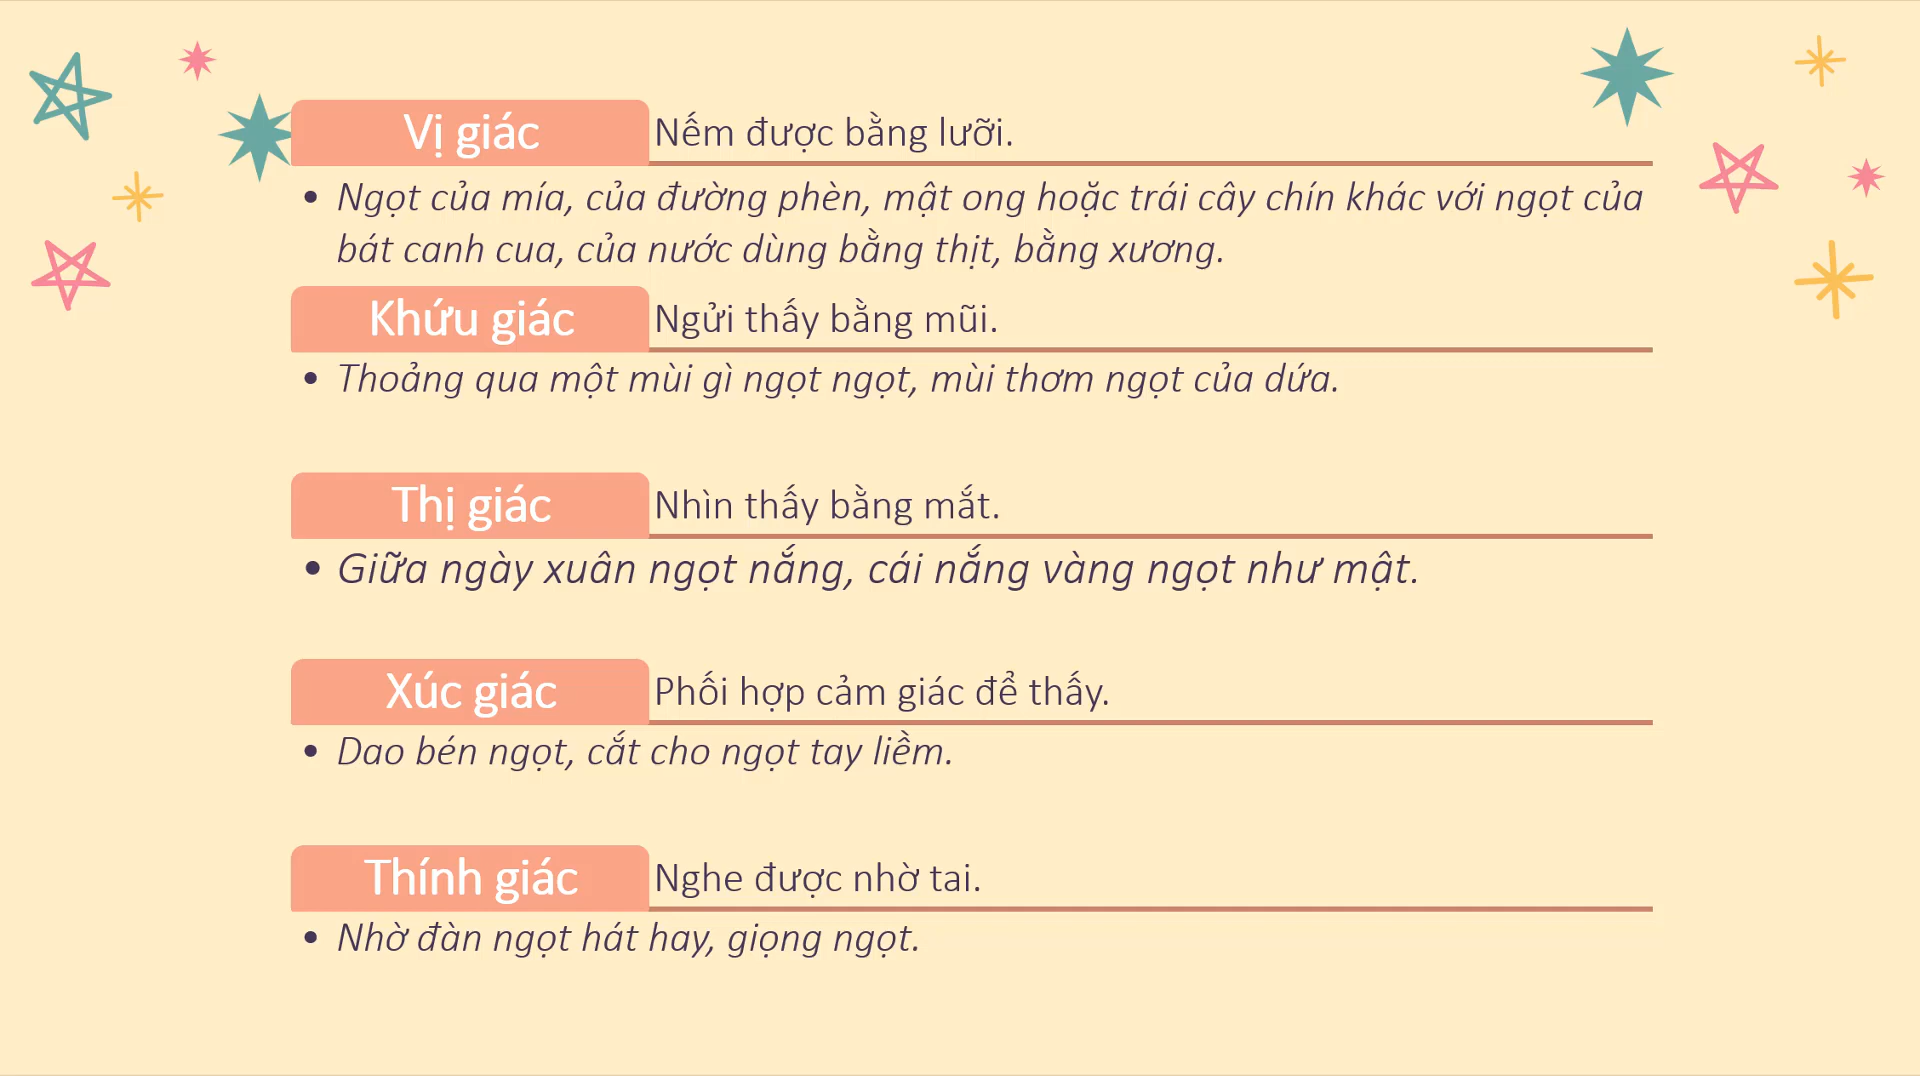 Vị giác Nếm được bằng lưỡi.
• Ngọt của mía, của đường phèn, mật ong hoặc trái cây chín khác với ngọt của
bát canh cua, của nước dùng bằng thịt, bằng xương.
Khứu giác Ngửi thấy bằng mũi.
• Thoảng qua một mùi gì ngọt ngọt, mùi thơm ngọt của dứa.
Thị giác Nhìn thấy bằng mắt.
• Giữa ngày xuân ngọt nắng, cái nắng vàng ngọt như mật.
Xúc giác Phối hợp cảm giác để thấy.
• Dao bén ngọt, cắt cho ngọt tay liềm.
Thính giác Nghe được nhờ tai.
• Nhờ đàn ngọt hát hay, giọng ngọt.